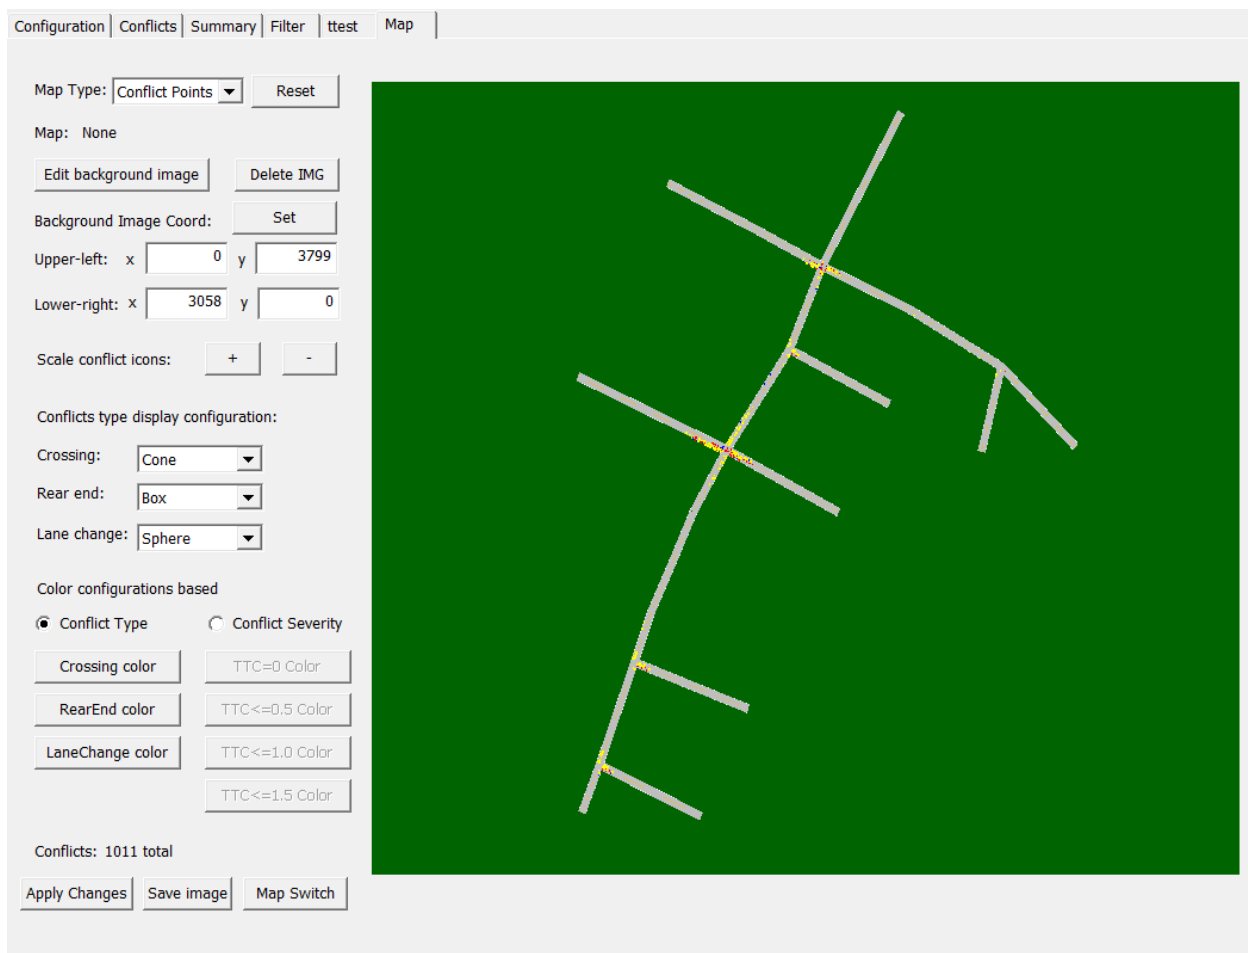 Configuration Conflicts Summary Filter ttest Map
Map Type: Conflict Points Reset
Map: None
Edit background image Delete IMG
Background Image Coord: Set
Upper-left: x 0 y 3799
Lower-right: x 3058 y 0
Scale conflict icons: + -
Conflicts type display configuration:
Crossing: Cone
Rear end: Box
Lane change: Sphere
Color configurations based
Conflict Type Conflict Severity
Crossing color TTC=0 Color
RearEnd color TTC<=0.5 Color
LaneChange color TTC<=1.0 Color
TTC<=1.5 Color
Conflicts: 1011 total
Apply Changes Save image Map Switch